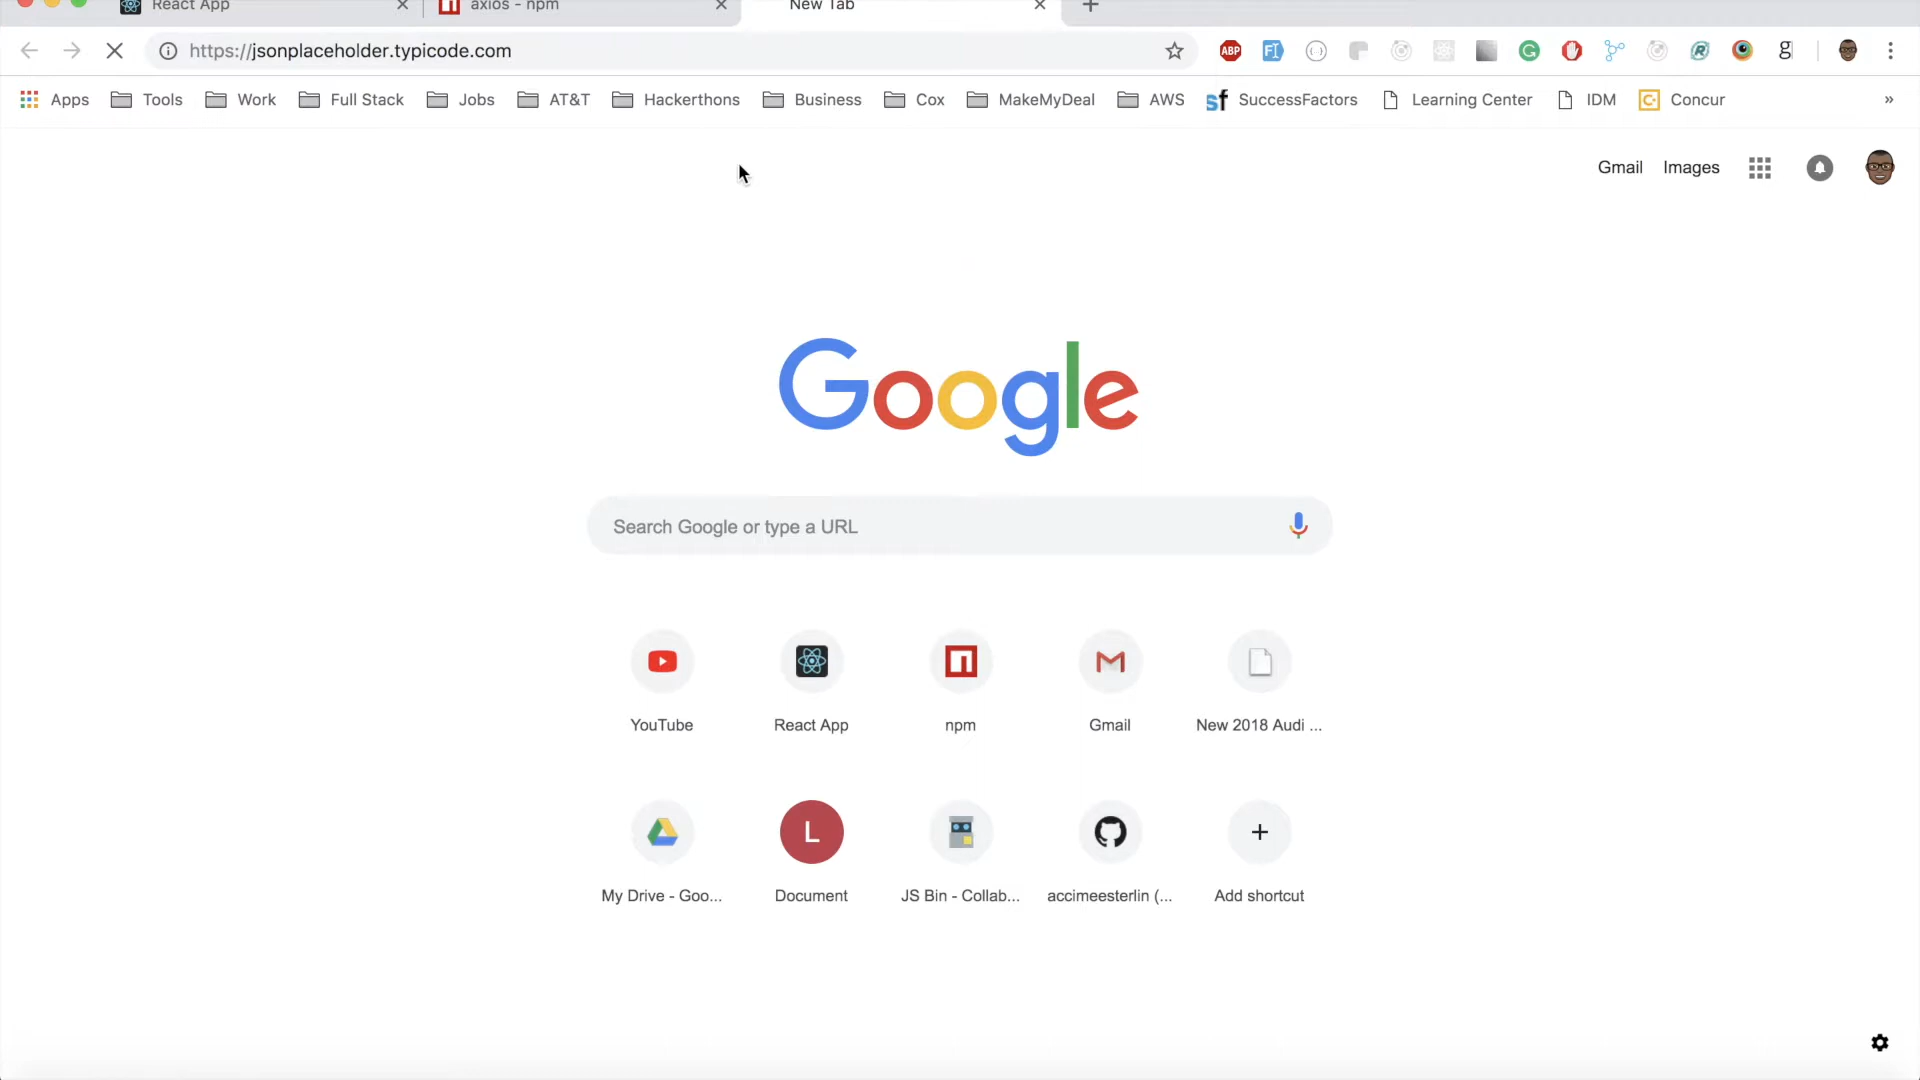 React App
axios - npm
New Tab
https://jsonplaceholder.typicode.com
ABP
Apps Tools Work Full Stack Jobs AT&T Hackerthons Business Cox MakeMyDeal AWS SuccessFactors Learning Center IDM Concur »
Gmail Images
Google
Search Google or type a URL
YouTube React App npm Gmail New 2018 Audi ...
L
My Drive - Goo... Document JS Bin - Collab... accimeesterlin (... Add shortcut